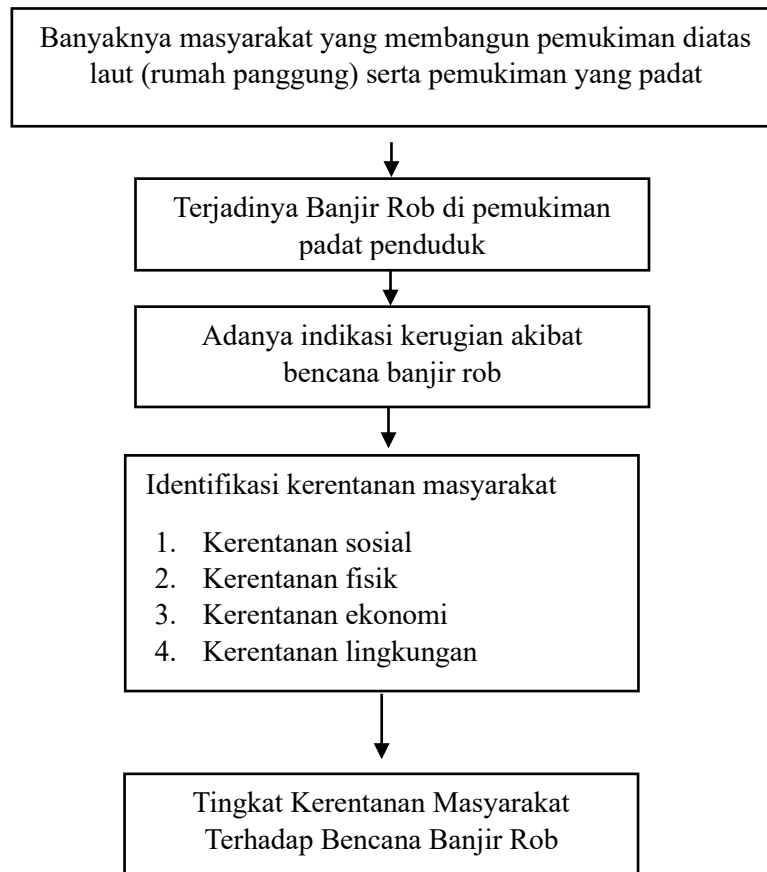 Banyaknya masyarakat yang membangun pemukiman diatas
laut (rumah panggung) serta pemukiman yang padat
Terjadinya Banjir Rob di pemukiman
padat penduduk
Adanya indikasi kerugian akibat
bencana banjir rob
Identifikasi kerentanan masyarakat
1. Kerentanan sosial
2. Kerentanan fisik
3. Kerentanan ekonomi
4. Kerentanan lingkungan
Tingkat Kerentanan Masyarakat
Terhadap Bencana Banjir Rob